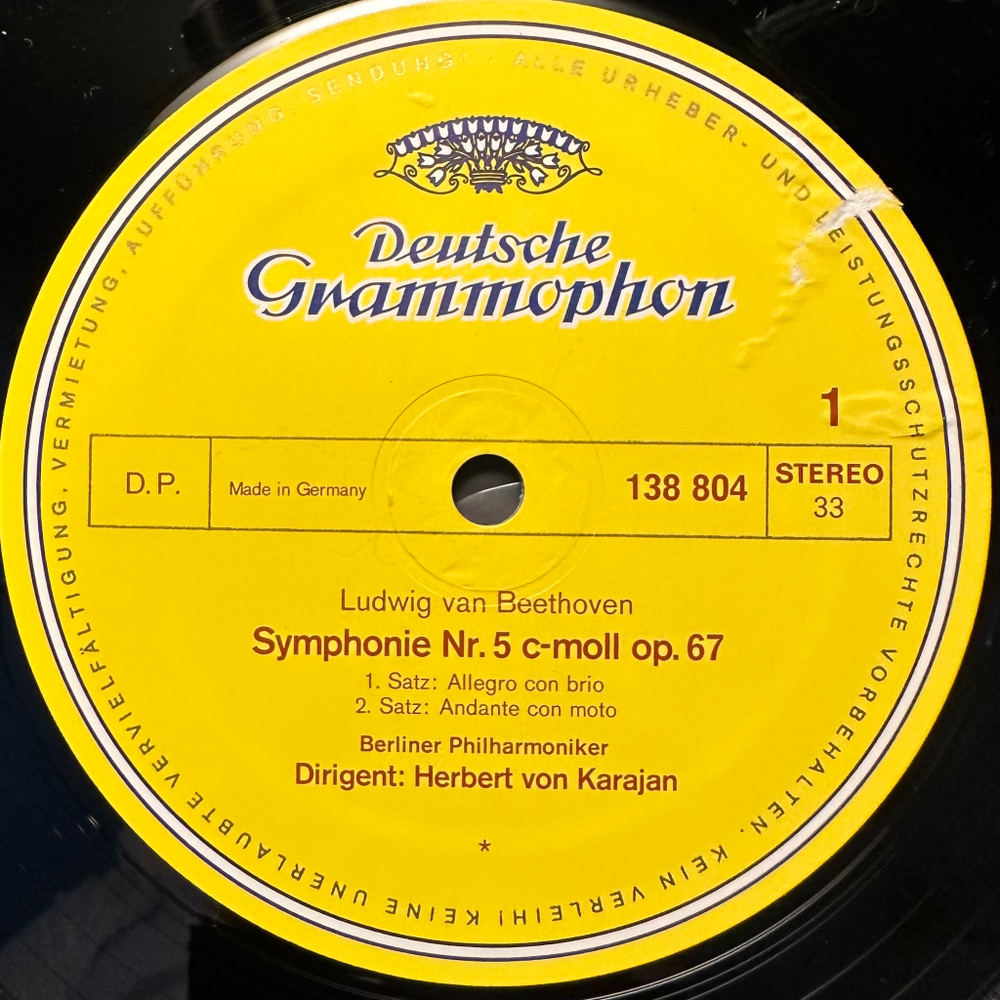 Deutsche
Grammophon
1
D.P.
Made in Germany
138 804
STEREO
33
Ludwig van Beethoven
Symphonie Nr. 5 c-moll op. 67
1. Satz: Allegro con brio
2. Satz: Andante con moto
Berliner Philharmoniker
Dirigent: Herbert von Karajan
*
ALLE URHEBER- UND LEISTUNGSSCHUTZRECHTE VORBEHALTEN. KEIN VERLEIH! KEINE UNERLAUBTE VERVIELFÄLTIGUNG, VERMIETUNG, AUFFÜHRUNG, SENDUNG!